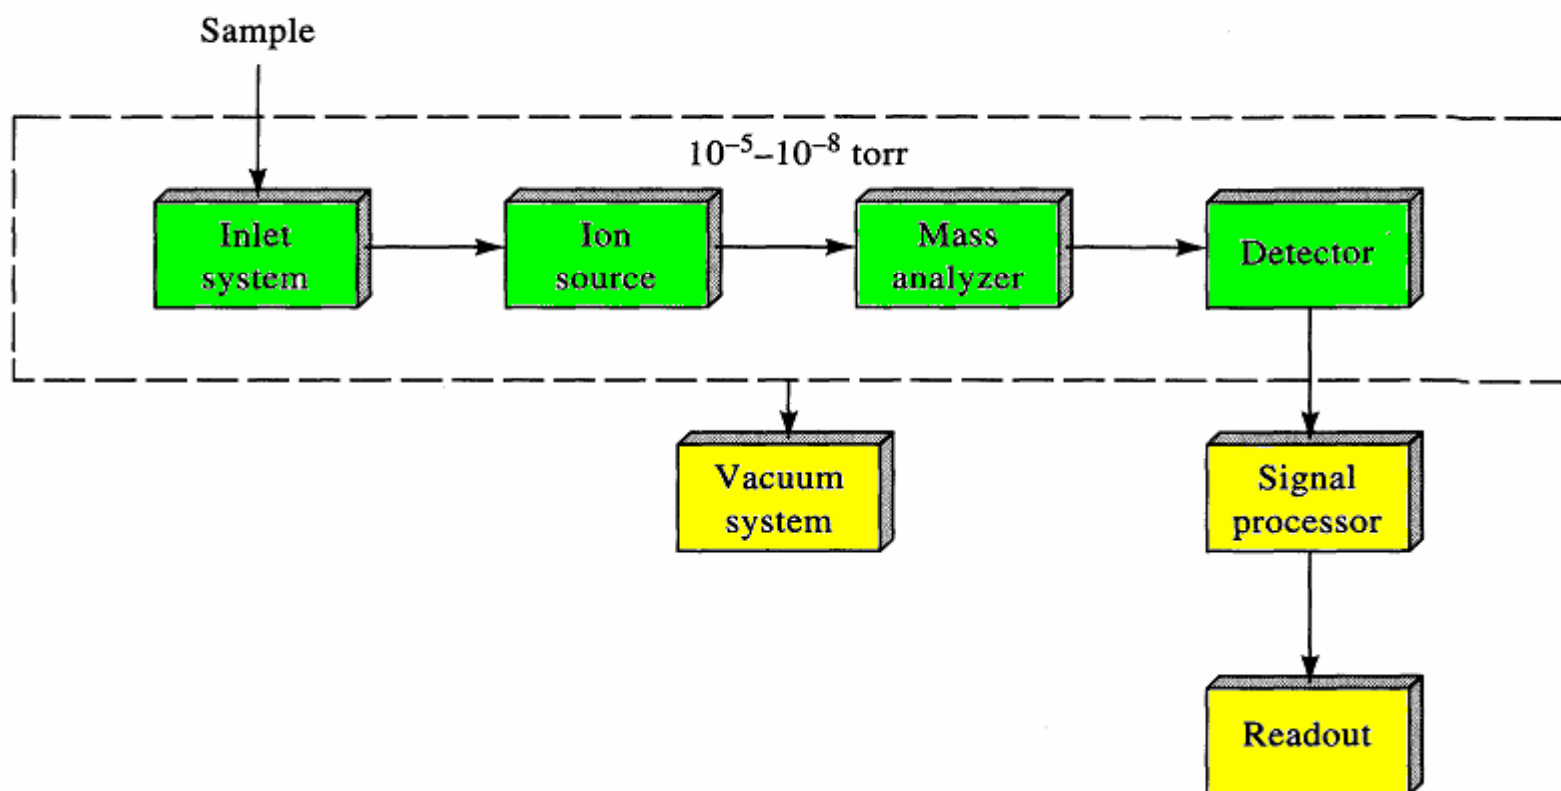 Sample
10⁻⁵–10⁻⁸ torr
Inlet
system
Ion
source
Mass
analyzer
Detector
Vacuum
system
Signal
processor
Readout